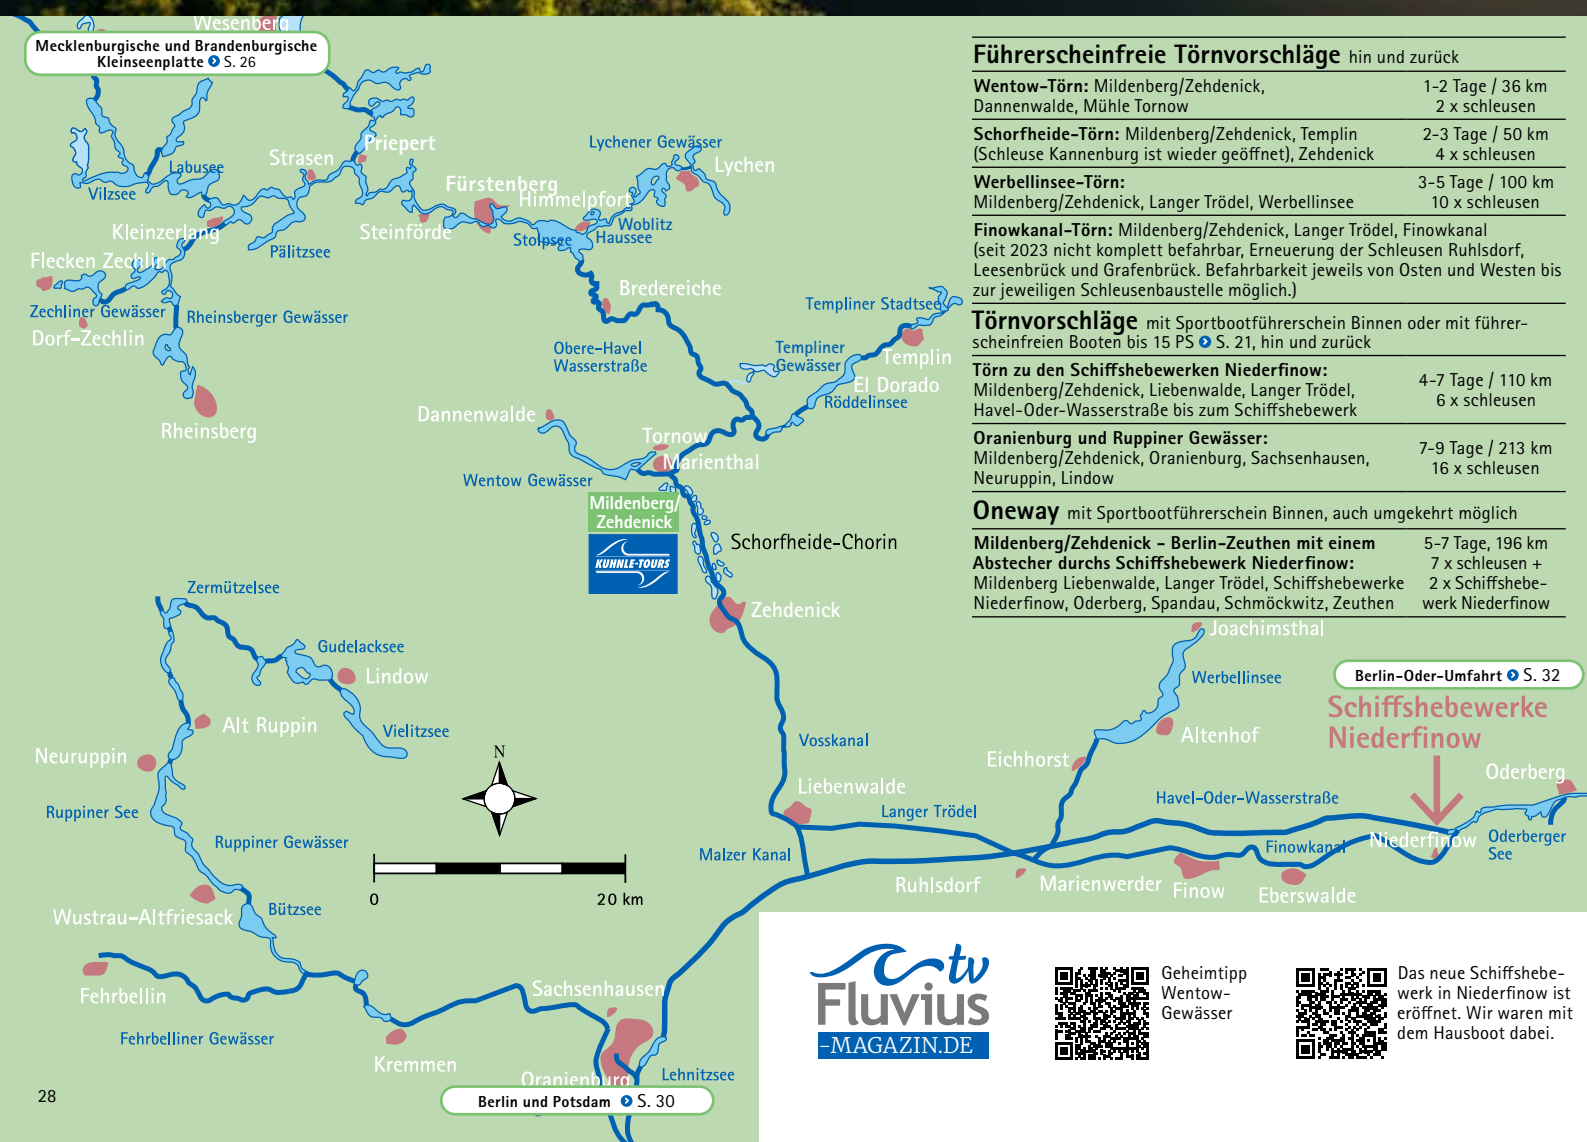 Wesenberg
Mecklenburgische und Brandenburgische
Kleinseenplatte S. 26
Führerscheinfreie Törnvorschläge hin und zurück
Wentow-Törn: Mildenberg/Zehdenick,
Dannenwalde, Mühle Tornow
1-2 Tage / 36 km
2 x schleusen
Schorfheide-Törn: Mildenberg/Zehdenick, Templin
(Schleuse Kannenburg ist wieder geöffnet), Zehdenick
2-3 Tage / 50 km
4 x schleusen
Werbellinsee-Törn:
Mildenberg/Zehdenick, Langer Trödel, Werbellinsee
3-5 Tage / 100 km
10 x schleusen
Finowkanal-Törn: Mildenberg/Zehdenick, Langer Trödel, Finowkanal
(seit 2023 nicht komplett befahrbar, Erneuerung der Schleusen Ruhlsdorf,
Leesenbrück und Grafenbrück. Befahrbarkeit jeweils von Osten und Westen bis
zur jeweiligen Schleusenbaustelle möglich.)
Törnvorschläge mit Sportbootführerschein Binnen oder mit führer-
scheinfreien Booten bis 15 PS S. 21, hin und zurück
Törn zu den Schiffshebewerken Niederfinow:
Mildenberg/Zehdenick, Liebenwalde, Langer Trödel,
Havel-Oder-Wasserstraße bis zum Schiffshebewerk
4-7 Tage / 110 km
6 x schleusen
Oranienburg und Ruppiner Gewässer:
Mildenberg/Zehdenick, Oranienburg, Sachsenhausen,
Neuruppin, Lindow
7-9 Tage / 213 km
16 x schleusen
Oneway mit Sportbootführerschein Binnen, auch umgekehrt möglich
Mildenberg/Zehdenick - Berlin-Zeuthen mit einem
Abstecher durchs Schiffshebewerk Niederfinow:
Mildenberg Liebenwalde, Langer Trödel, Schiffshebewerke
Niederfinow, Oderberg, Spandau, Schmöckwitz, Zeuthen
5-7 Tage, 196 km
7 x schleusen +
2 x Schiffshebe-
werk Niederfinow
Priepert
Strasen
Labusee
Vilzsee
Lychener Gewässer
Lychen
Fürstenberg
Himmelpfort
Kleinzerlang
Pälitzsee
Steinförde
Stolpsee
Woblitz
Haussee
Flecken Zechlin
Zechliner Gewässer
Rheinsberger Gewässer
Dorf-Zechlin
Bredereiche
Templiner Stadtsee
Obere-Havel
Wasserstraße
Templiner
Gewässer
Templin
El Dorado
Röddelinsee
Dannenwalde
Rheinsberg
Tornow
Marienthal
Wentow Gewässer
Mildenberg/
Zehdenick
KUHNLE-TOURS
Schorfheide-Chorin
Zehdenick
Zermützelsee
Gudelacksee
Lindow
Alt Ruppin
Vielitzsee
Neuruppin
Ruppiner See
Ruppiner Gewässer
N
0
20 km
Wustrau-Altfriesack
Bützsee
Fehrbellin
Fehrbelliner Gewässer
Kremmen
Sachsenhausen
Oranienburg
Lehnitzsee
Berlin und Potsdam S. 30
28
Vosskanal
Liebenwalde
Langer Trödel
Malzer Kanal
Ruhlsdorf
Marienwerder
Finow
Eberswalde
Finowkanal
Havel-Oder-Wasserstraße
Joachimsthal
Werbellinsee
Altenhof
Eichhorst
Berlin-Oder-Umfahrt S. 32
Schiffshebewerke
Niederfinow
Oderberg
Niederfinow
Oderberger
See
tv
Fluvius
-MAGAZIN.DE
Geheimtipp
Wentow-
Gewässer
Das neue Schiffshebe-
werk in Niederfinow ist
eröffnet. Wir waren mit
dem Hausboot dabei.